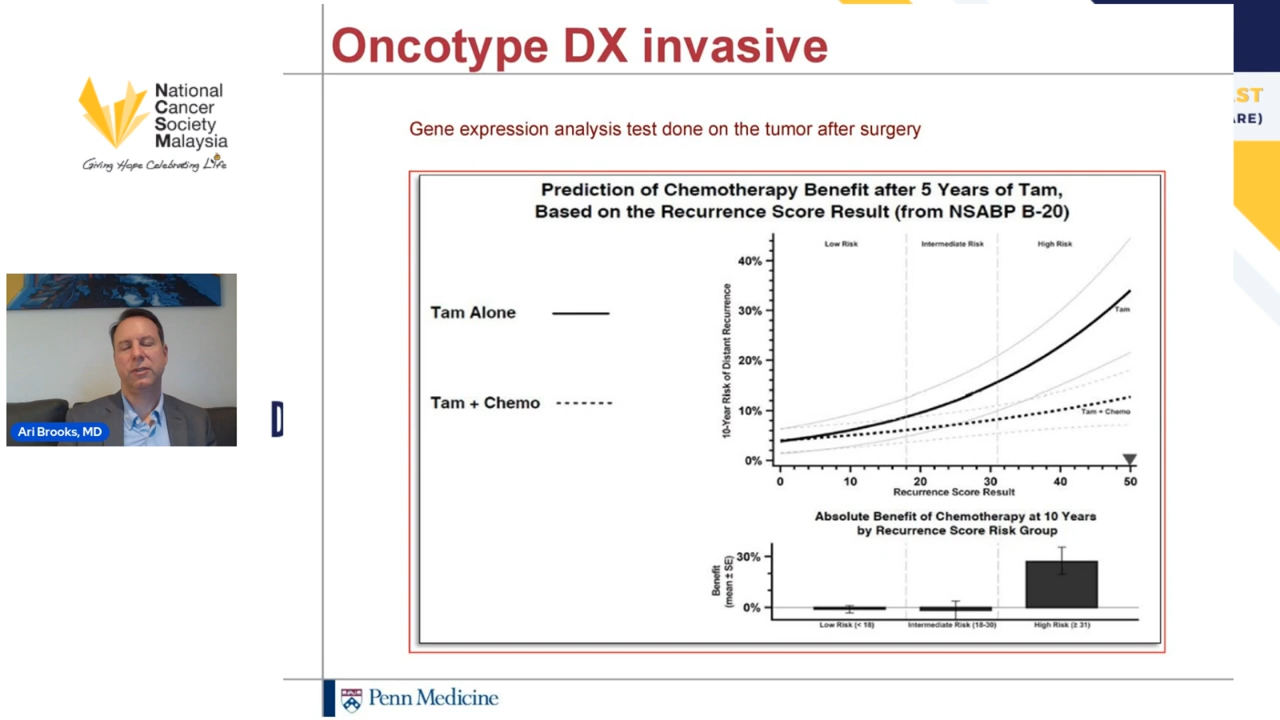 Oncotype DX invasive
National
Cancer
Society
Malaysia
Giving Hope Celebrating Life
ST
RE)
Gene expression analysis test done on the tumor after surgery
Prediction of Chemotherapy Benefit after 5 Years of Tam,
Based on the Recurrence Score Result (from NSABP B-20)
Tam Alone
Tam + Chemo
Low Risk
Intermediate Risk
High Risk
10-Year Risk of Distant Recurrence
40%
30%
20%
10%
0%
Tam
Tam + Chemo
0 10 20 30 40 50
Recurrence Score Result
Absolute Benefit of Chemotherapy at 10 Years
by Recurrence Score Risk Group
Benefit
(mean ± SE)
30%
0%
Low Risk (< 18)
Intermediate Risk (18-30)
High Risk (≥ 31)
Ari Brooks, MD
D
Penn Medicine